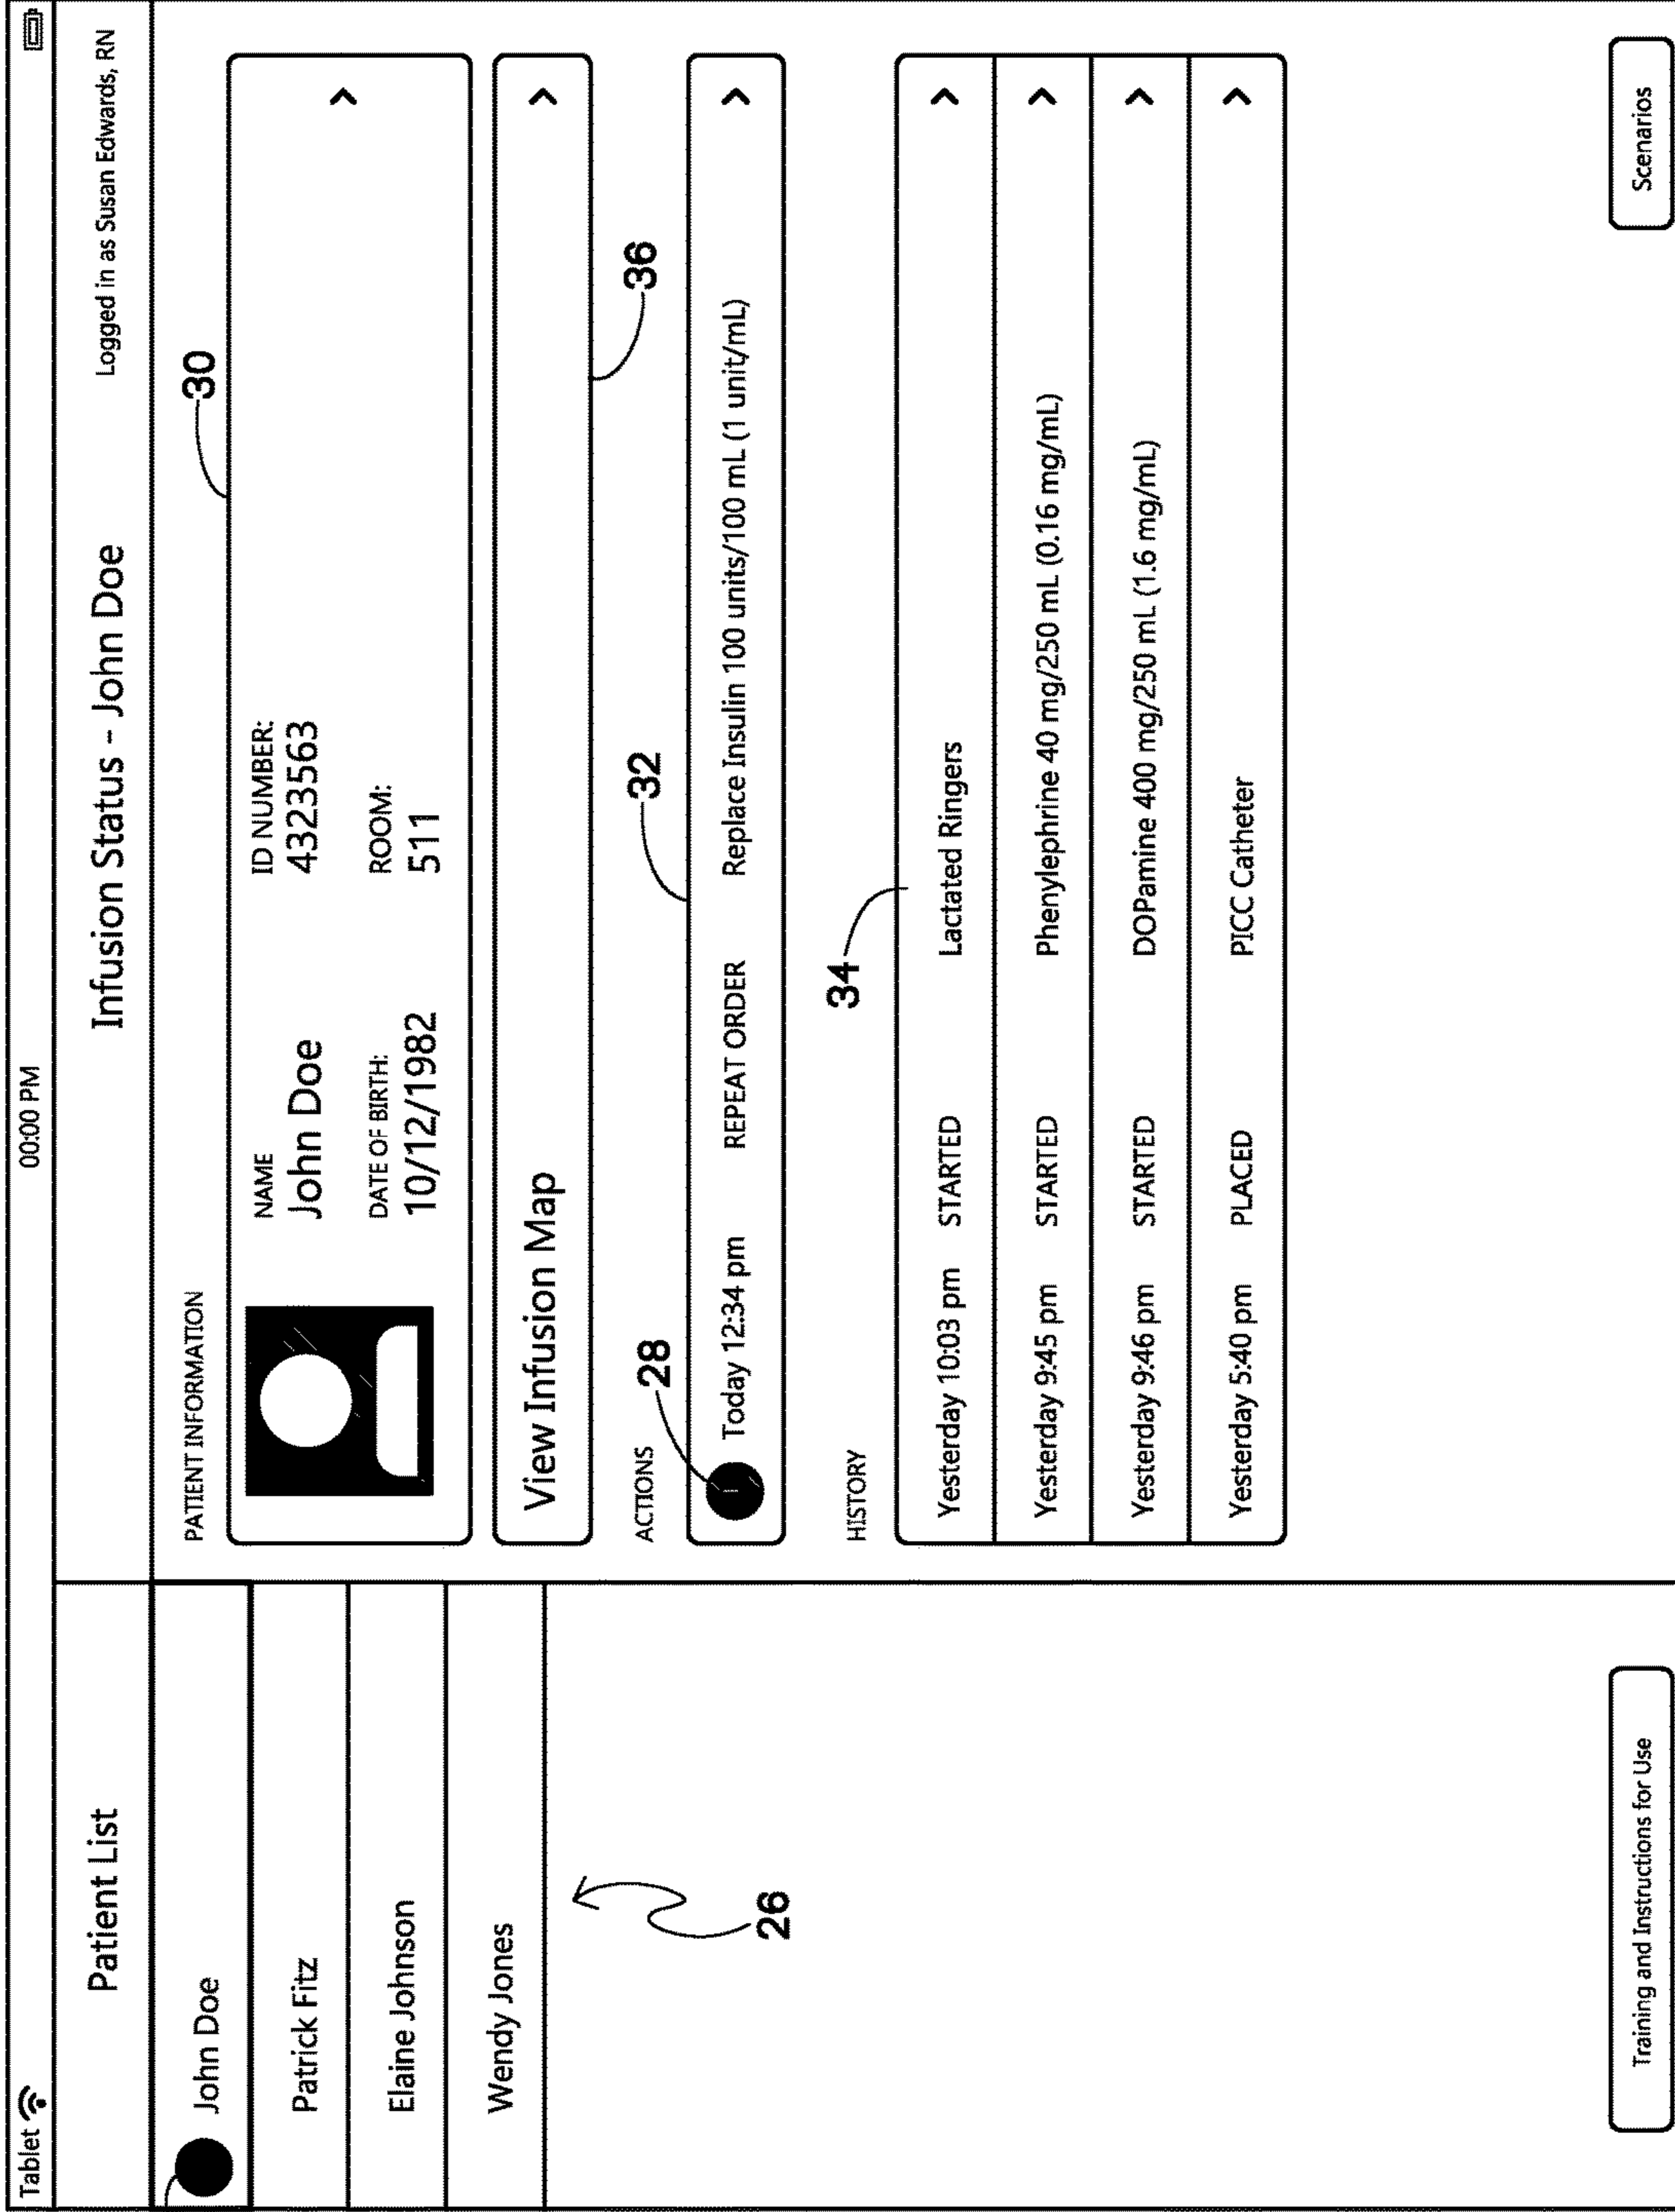 Tablet
00:00 PM
Patient List
Infusion Status – John Doe
Logged in as Susan Edwards, RN
John Doe
Patrick Fitz
Elaine Johnson
Wendy Jones
26
Training and Instructions for Use
PATIENT INFORMATION
30
NAME
John Doe
ID NUMBER:
4323563
DATE OF BIRTH:
10/12/1982
ROOM:
511
View Infusion Map
36
ACTIONS
28
32
Today 12:34 pm REPEAT ORDER Replace Insulin 100 units/100 mL (1 unit/mL)
HISTORY
34
Yesterday 10:03 pm STARTED Lactated Ringers
Yesterday 9:45 pm STARTED Phenylephrine 40 mg/250 mL (0.16 mg/mL)
Yesterday 9:46 pm STARTED DOPamine 400 mg/250 mL (1.6 mg/mL)
Yesterday 5:40 pm PLACED PICC Catheter
Scenarios